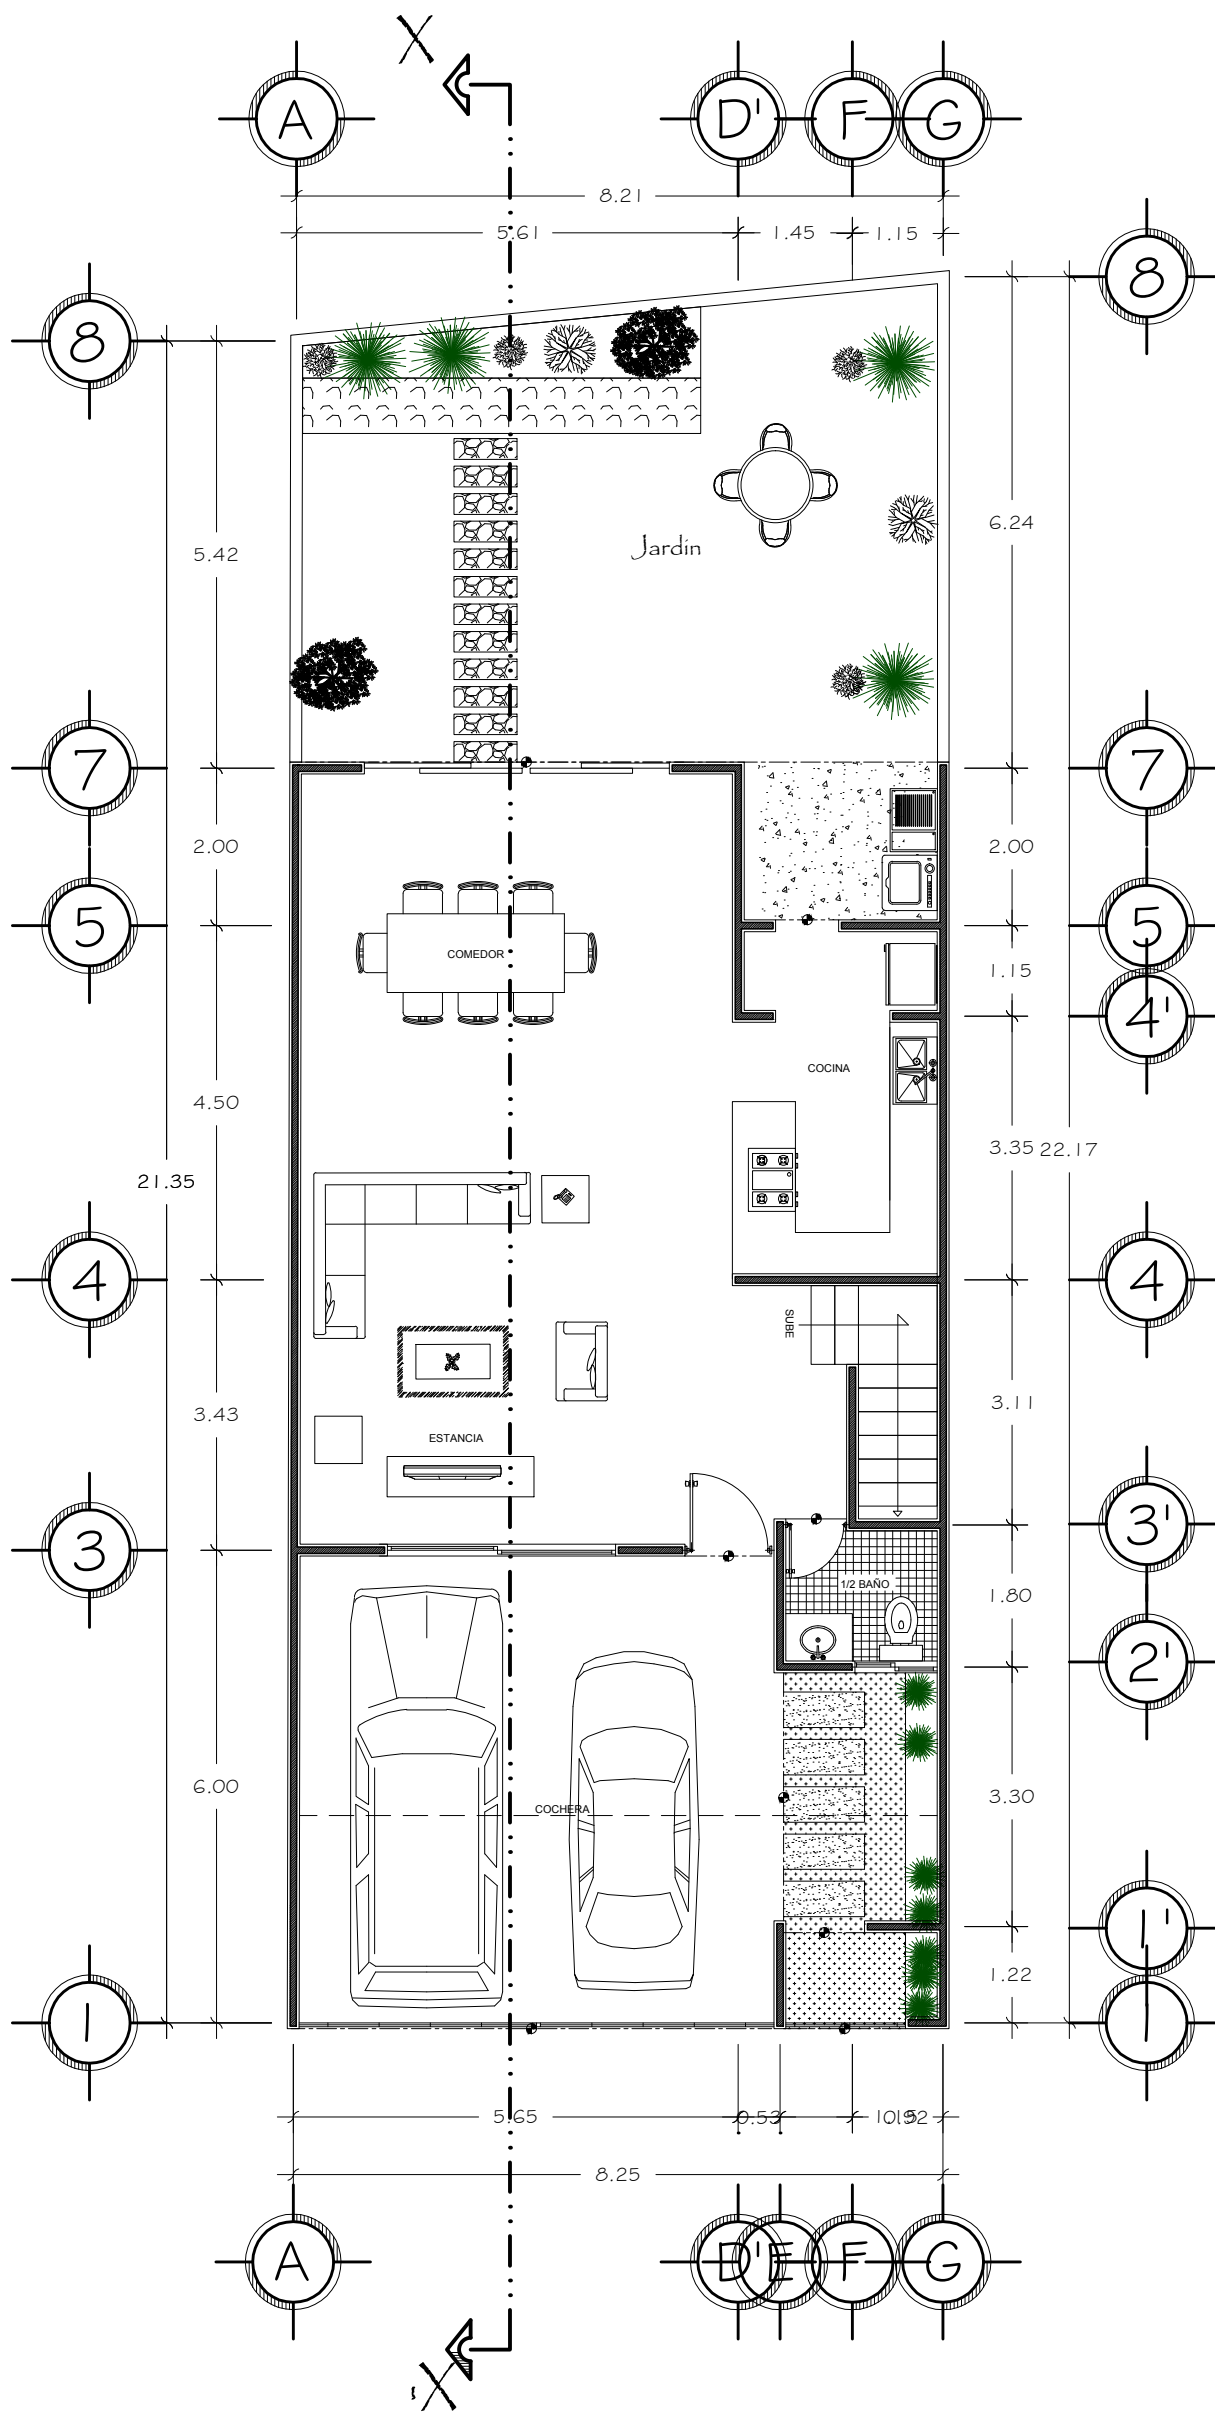 X
A D' F G
8.21
5.61 1.45 1.15
8
8
6.24
5.42
Jardin
7 7
2.00 2.00
5 5
COMEDOR
1.15
4'
COCINA
4.50
3.35 22.17
21.35
4 4
SUBE
3.43 3.11
ESTANCIA
3'
3
1/2 BAÑO
1.80
2'
6.00 3.30
COCHERA
1'
1.22
1 1
5.65 0.53
8.25
A D' E F G
X'